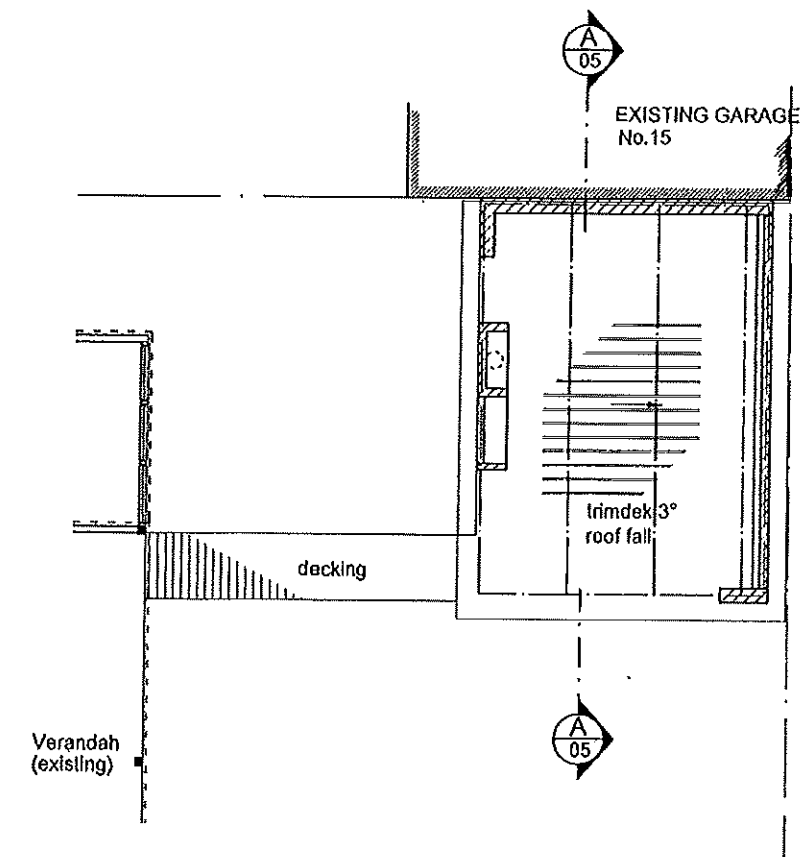 A
05
EXISTING GARAGE
No.15
trimdek 3°
roof fall
decking
Verandah
(existing)
A
05